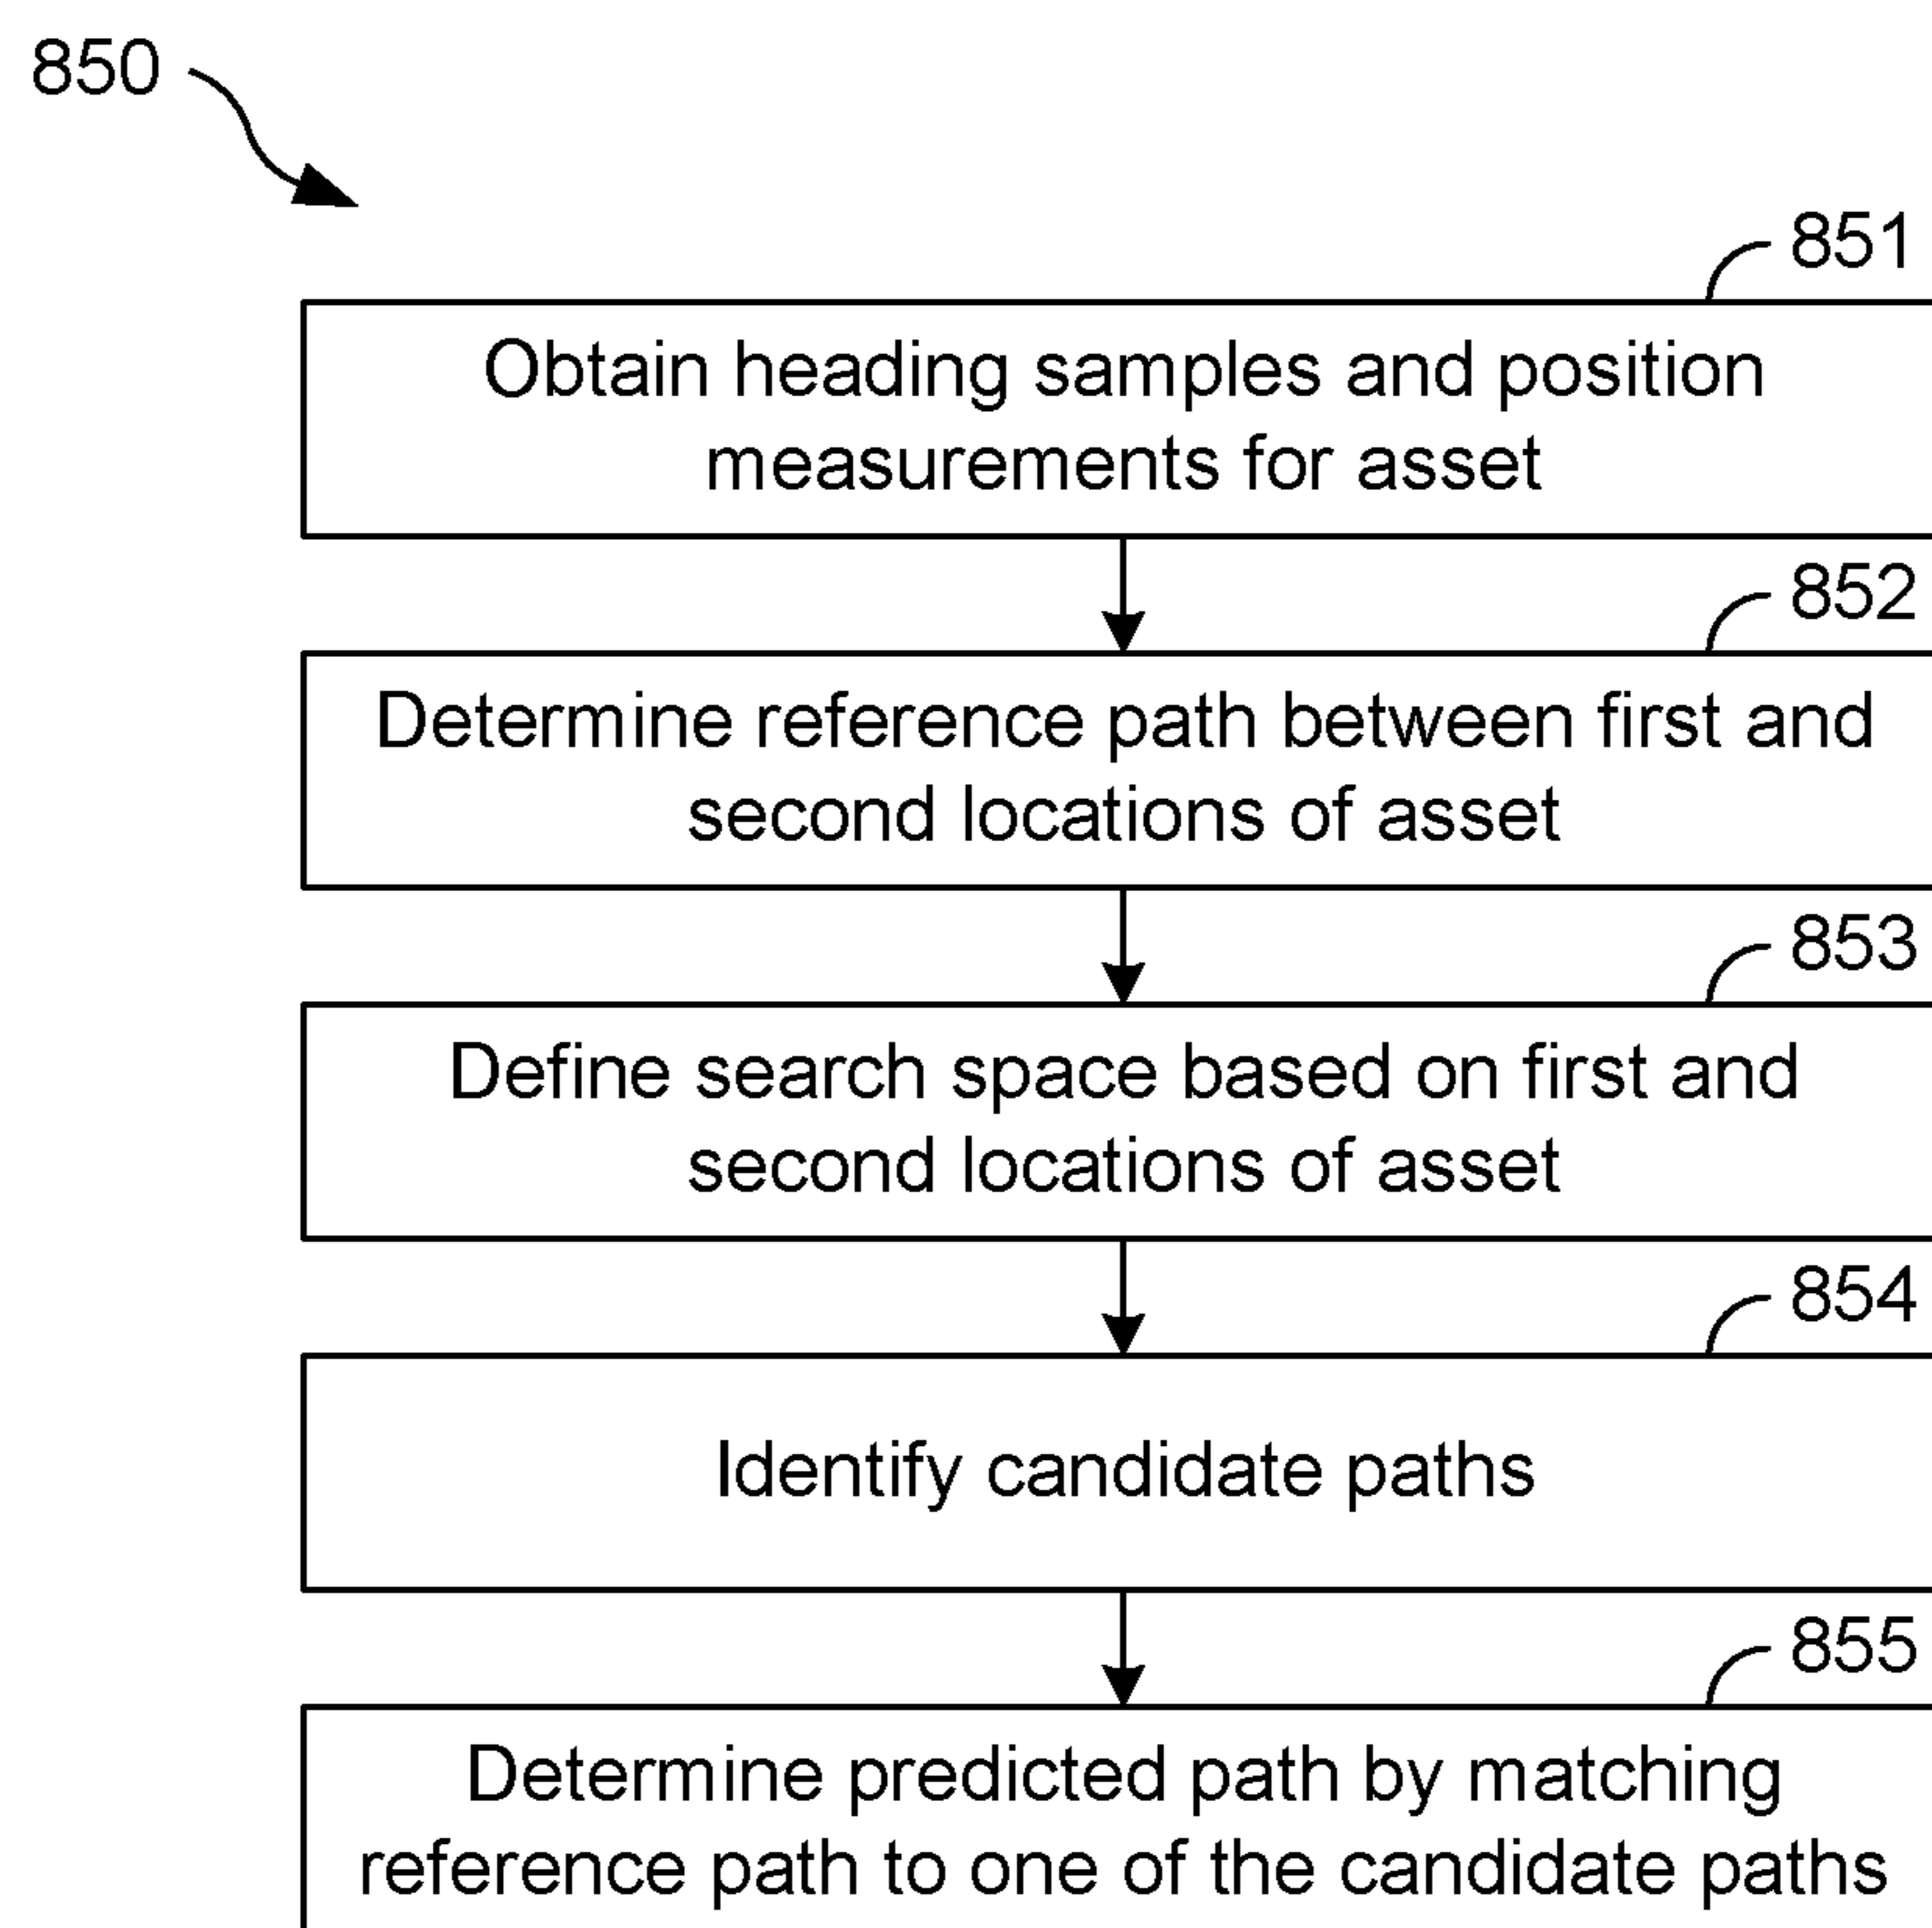 850
851
Obtain heading samples and position
measurements for asset
852
Determine reference path between first and
second locations of asset
853
Define search space based on first and
second locations of asset
854
Identify candidate paths
855
Determine predicted path by matching
reference path to one of the candidate paths